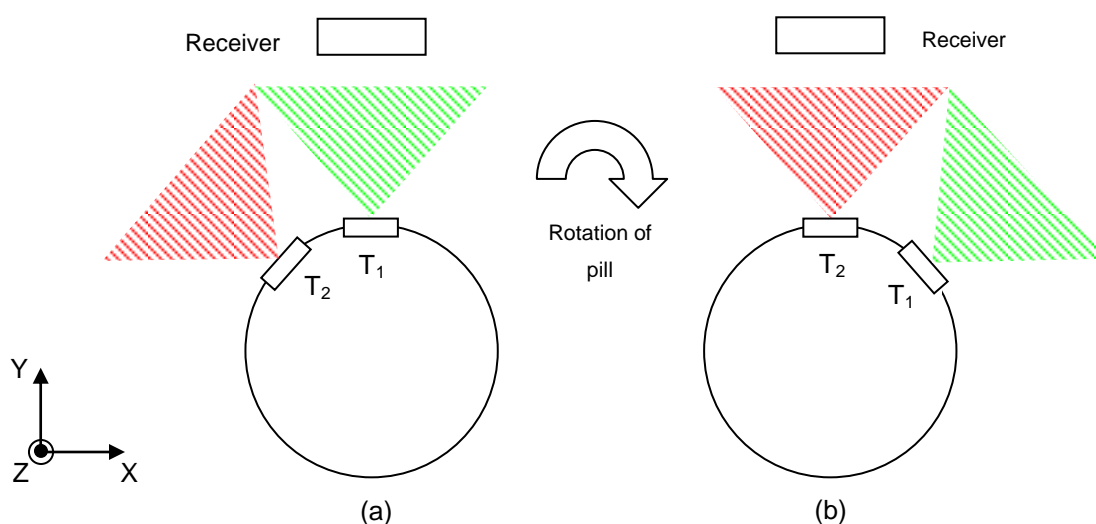 Receiver
Receiver
Rotation of
pill
T₁
T₂
T₂
T₁
Y
Z
X
(a)
(b)